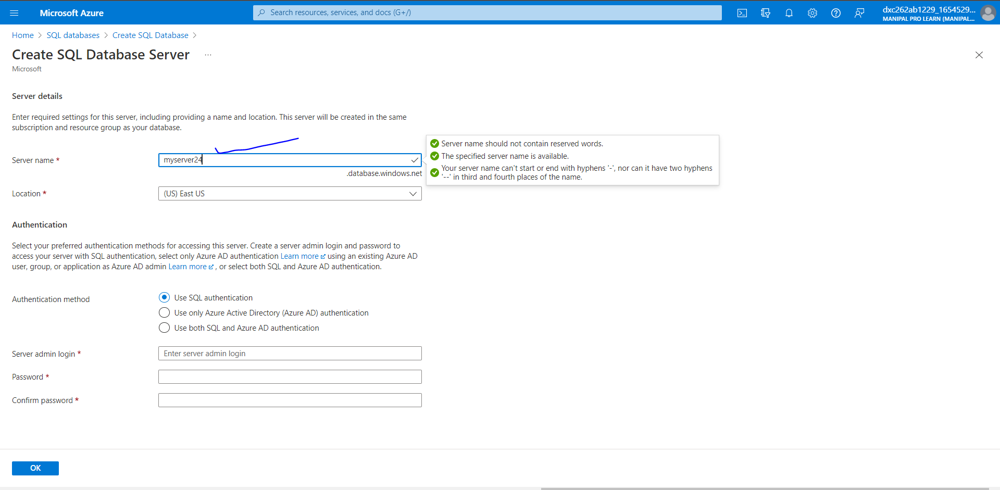 Microsoft Azure
Search resources, services, and docs (G+/)
dxc262ab1229_1654529...
MANIPAL PRO LEARN (MANIPAL...
Home > SQL databases > Create SQL Database >
Create SQL Database Server ...
Microsoft
Server details
Enter required settings for this server, including providing a name and location. This server will be created in the same
subscription and resource group as your database.
Server name *
myserver24
.database.windows.net
Server name should not contain reserved words.
The specified server name is available.
Your server name can't start or end with hyphens '-', nor can it have two hyphens
'--' in third and fourth places of the name.
Location *
(US) East US
Authentication
Select your preferred authentication methods for accessing this server. Create a server admin login and password to
access your server with SQL authentication, select only Azure AD authentication Learn more using an existing Azure AD
user, group, or application as Azure AD admin Learn more , or select both SQL and Azure AD authentication.
Authentication method
Use SQL authentication
Use only Azure Active Directory (Azure AD) authentication
Use both SQL and Azure AD authentication
Server admin login *
Enter server admin login
Password *
Confirm password *
OK